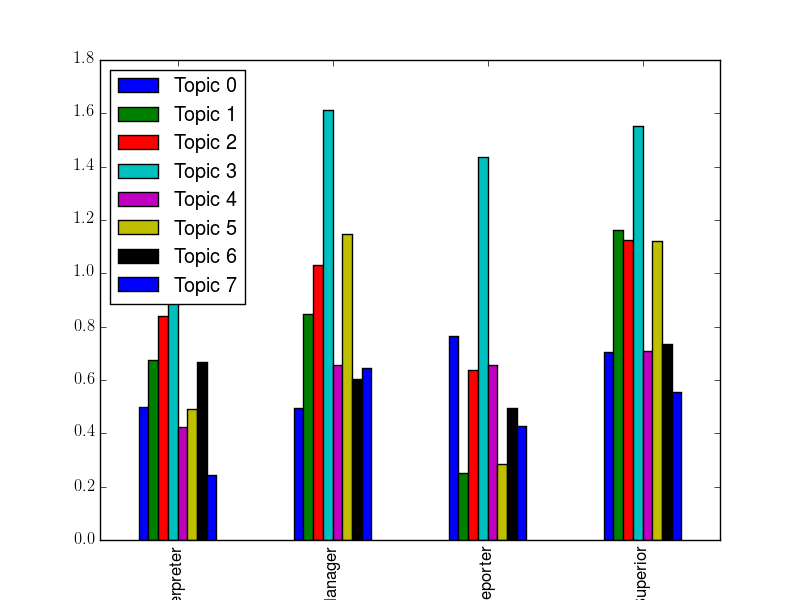 1.8
1.6
1.4
1.2
1.0
0.8
0.6
0.4
0.2
0.0
Topic 0
Topic 1
Topic 2
Topic 3
Topic 4
Topic 5
Topic 6
Topic 7
erpreter
anager
eporter
uperior